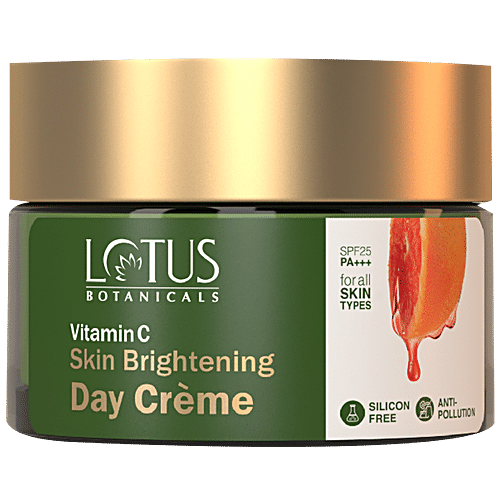 LOTUS
BOTANICALS
Vitamin C
Skin Brightening
Day Crème
SPF25
PA+++
for all
SKIN
TYPES
SILICON
FREE
ANTI-
POLLUTION